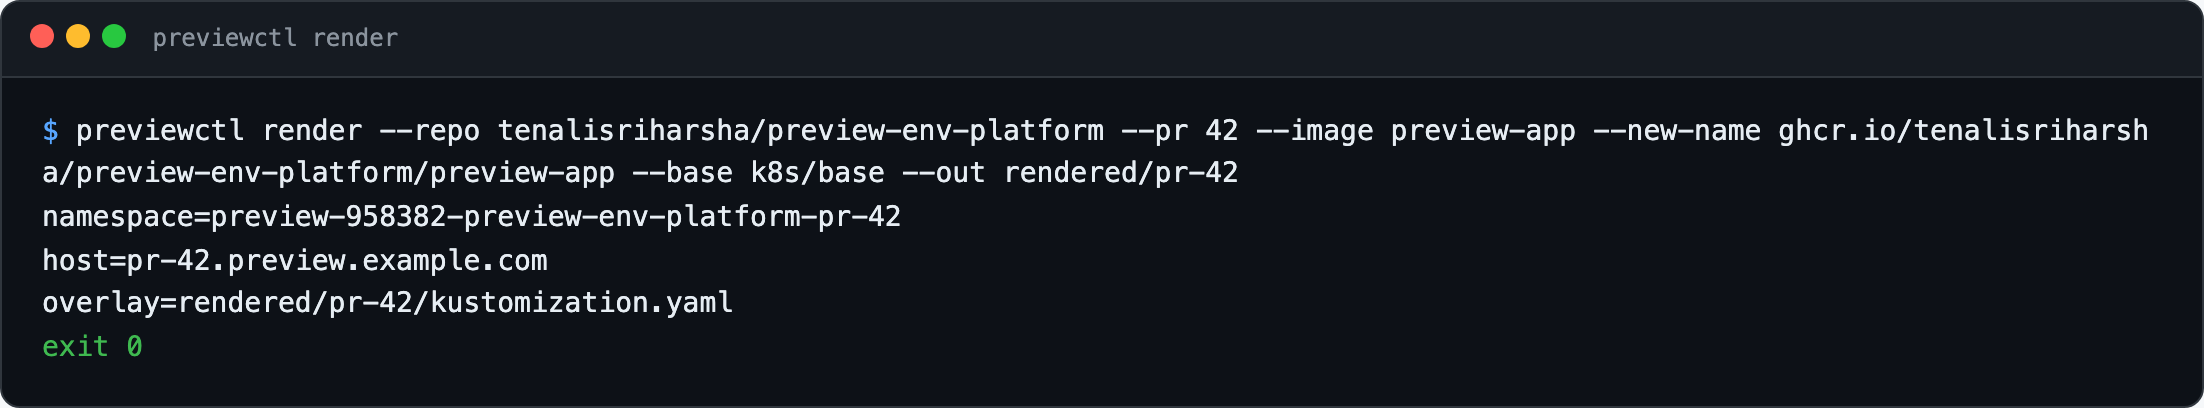 previewctl render
$ previewctl render --repo tenalisriharsha/preview-env-platform --pr 42 --image preview-app --new-name ghcr.io/tenalisriharsh
a/preview-env-platform/preview-app --base k8s/base --out rendered/pr-42
namespace=preview-958382-preview-env-platform-pr-42
host=pr-42.preview.example.com
overlay=rendered/pr-42/kustomization.yaml
exit 0